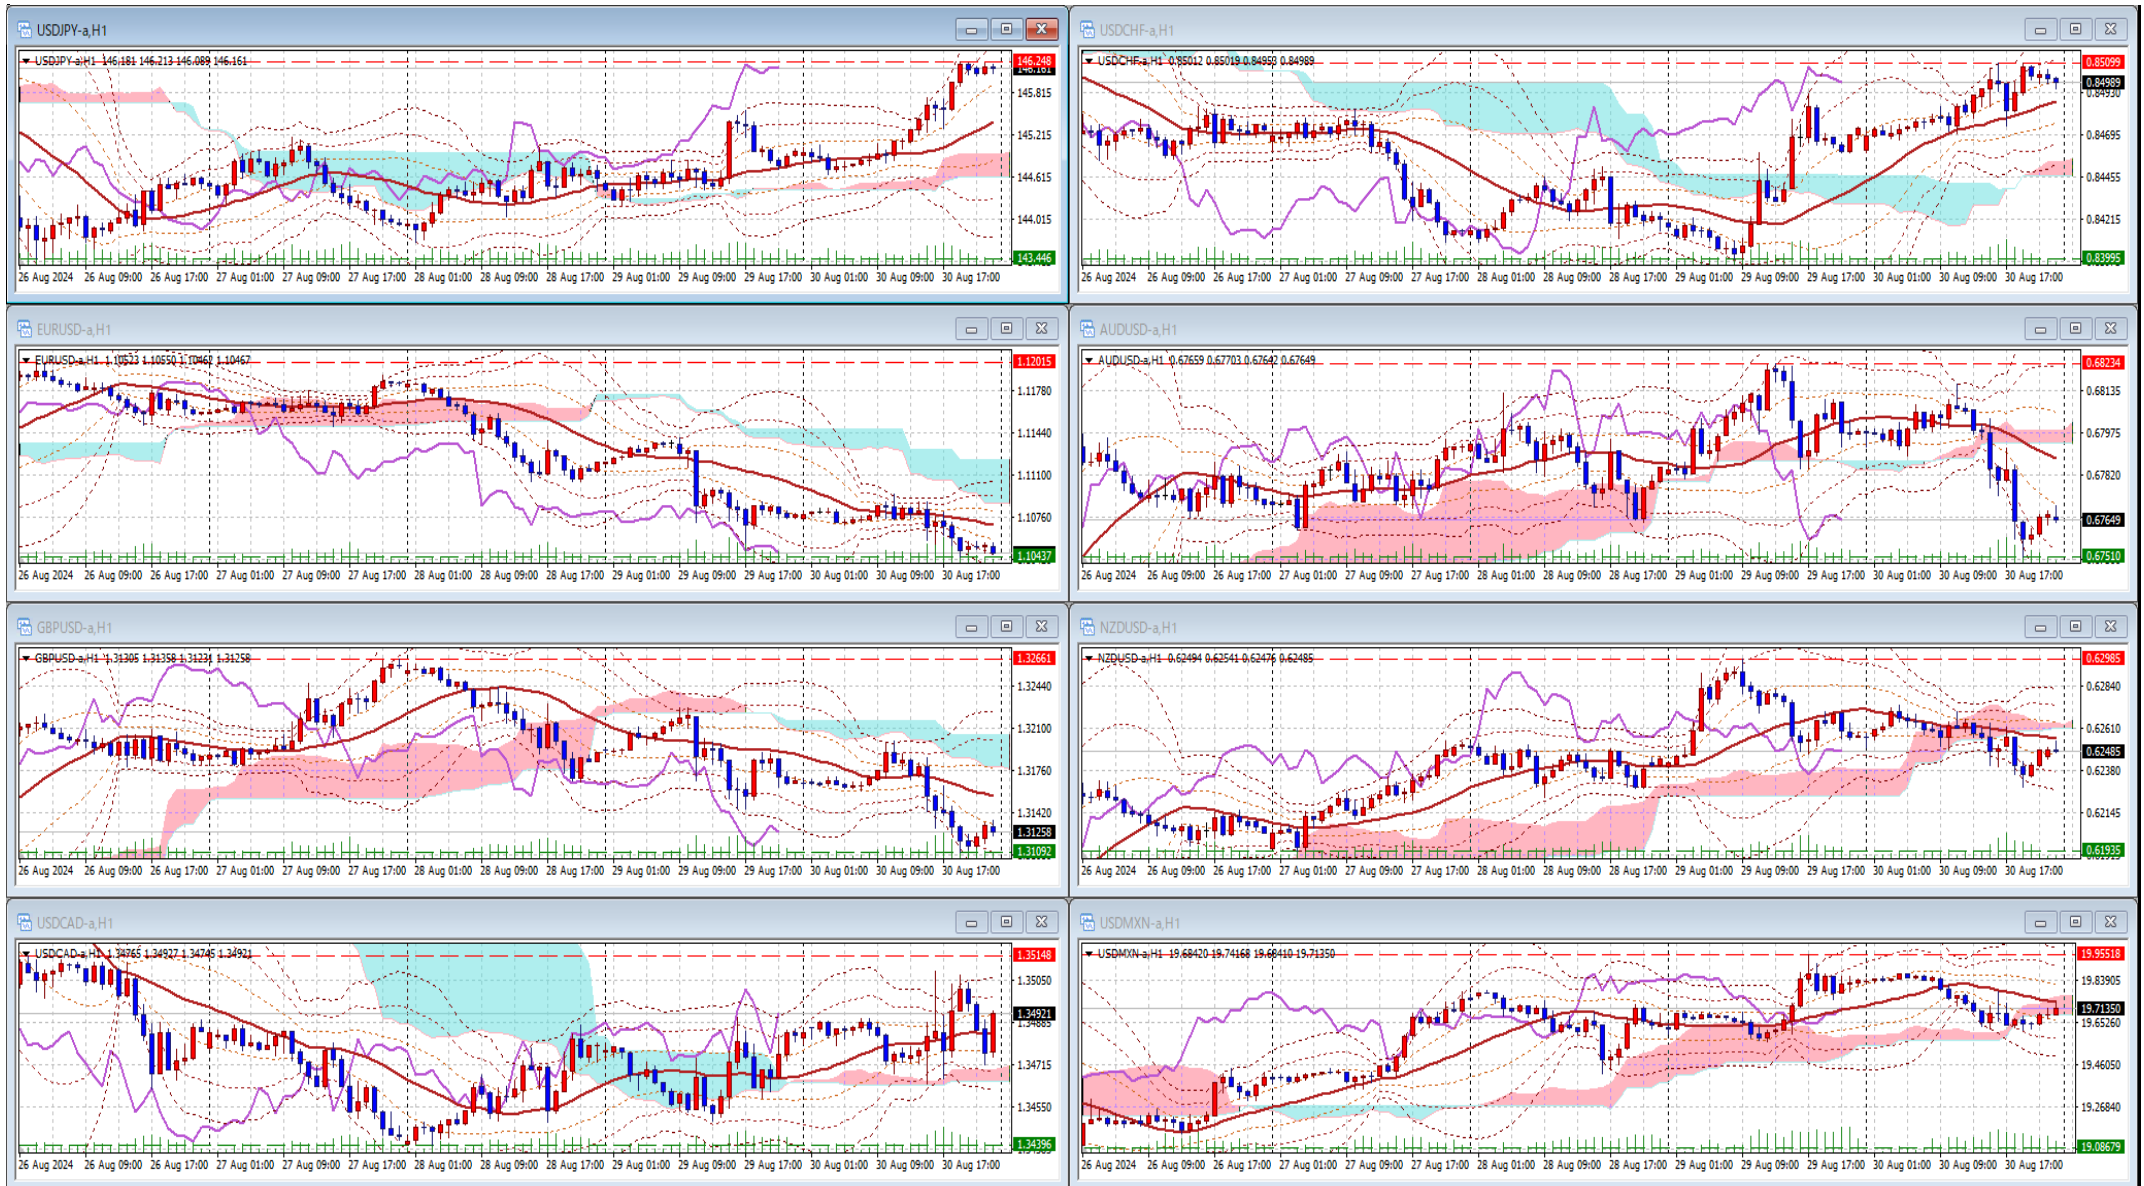 USDJPY-a,H1
USDJPY-a,H1 146.181 146.213 146.089 146.161
146.248
146.161
145.815
145.215
144.615
144.015
143.446
26 Aug 2024 26 Aug 09:00 26 Aug 17:00 27 Aug 01:00 27 Aug 09:00 27 Aug 17:00 28 Aug 01:00 28 Aug 09:00 28 Aug 17:00 29 Aug 01:00 29 Aug 09:00 29 Aug 17:00 30 Aug 01:00 30 Aug 09:00 30 Aug 17:00
USDCHF-a,H1
USDCHF-a,H1 0.85012 0.85019 0.84953 0.84989
0.85099
0.84989
0.84930
0.84695
0.84455
0.84215
0.83995
26 Aug 2024 26 Aug 09:00 26 Aug 17:00 27 Aug 01:00 27 Aug 09:00 27 Aug 17:00 28 Aug 01:00 28 Aug 09:00 28 Aug 17:00 29 Aug 01:00 29 Aug 09:00 29 Aug 17:00 30 Aug 01:00 30 Aug 09:00 30 Aug 17:00
EURUSD-a,H1
EURUSD-a,H1 1.10523 1.10550 1.10462 1.10467
1.12015
1.11780
1.11440
1.11100
1.10760
1.10437
26 Aug 2024 26 Aug 09:00 26 Aug 17:00 27 Aug 01:00 27 Aug 09:00 27 Aug 17:00 28 Aug 01:00 28 Aug 09:00 28 Aug 17:00 29 Aug 01:00 29 Aug 09:00 29 Aug 17:00 30 Aug 01:00 30 Aug 09:00 30 Aug 17:00
AUDUSD-a,H1
AUDUSD-a,H1 0.67659 0.67703 0.67642 0.67649
0.68234
0.68135
0.67975
0.67820
0.67649
0.67510
26 Aug 2024 26 Aug 09:00 26 Aug 17:00 27 Aug 01:00 27 Aug 09:00 27 Aug 17:00 28 Aug 01:00 28 Aug 09:00 28 Aug 17:00 29 Aug 01:00 29 Aug 09:00 29 Aug 17:00 30 Aug 01:00 30 Aug 09:00 30 Aug 17:00
GBPUSD-a,H1
GBPUSD-a,H1 1.31305 1.31358 1.31231 1.31258
1.32661
1.32440
1.32100
1.31760
1.31420
1.31258
1.31092
26 Aug 2024 26 Aug 09:00 26 Aug 17:00 27 Aug 01:00 27 Aug 09:00 27 Aug 17:00 28 Aug 01:00 28 Aug 09:00 28 Aug 17:00 29 Aug 01:00 29 Aug 09:00 29 Aug 17:00 30 Aug 01:00 30 Aug 09:00 30 Aug 17:00
NZDUSD-a,H1
NZDUSD-a,H1 0.62494 0.62541 0.62476 0.62485
0.62985
0.62840
0.62610
0.62485
0.62380
0.62145
0.61935
26 Aug 2024 26 Aug 09:00 26 Aug 17:00 27 Aug 01:00 27 Aug 09:00 27 Aug 17:00 28 Aug 01:00 28 Aug 09:00 28 Aug 17:00 29 Aug 01:00 29 Aug 09:00 29 Aug 17:00 30 Aug 01:00 30 Aug 09:00 30 Aug 17:00
USDCAD-a,H1
USDCAD-a,H1 1.34765 1.34927 1.34745 1.34921
1.35148
1.35050
1.34921
1.34885
1.34715
1.34550
1.34396
26 Aug 2024 26 Aug 09:00 26 Aug 17:00 27 Aug 01:00 27 Aug 09:00 27 Aug 17:00 28 Aug 01:00 28 Aug 09:00 28 Aug 17:00 29 Aug 01:00 29 Aug 09:00 29 Aug 17:00 30 Aug 01:00 30 Aug 09:00 30 Aug 17:00
USDMXN-a,H1
USDMXN-a,H1 19.68420 19.74168 19.68410 19.71350
19.95518
19.83905
19.71350
19.65260
19.46050
19.26840
19.08679
26 Aug 2024 26 Aug 09:00 26 Aug 17:00 27 Aug 01:00 27 Aug 09:00 27 Aug 17:00 28 Aug 01:00 28 Aug 09:00 28 Aug 17:00 29 Aug 01:00 29 Aug 09:00 29 Aug 17:00 30 Aug 01:00 30 Aug 09:00 30 Aug 17:00